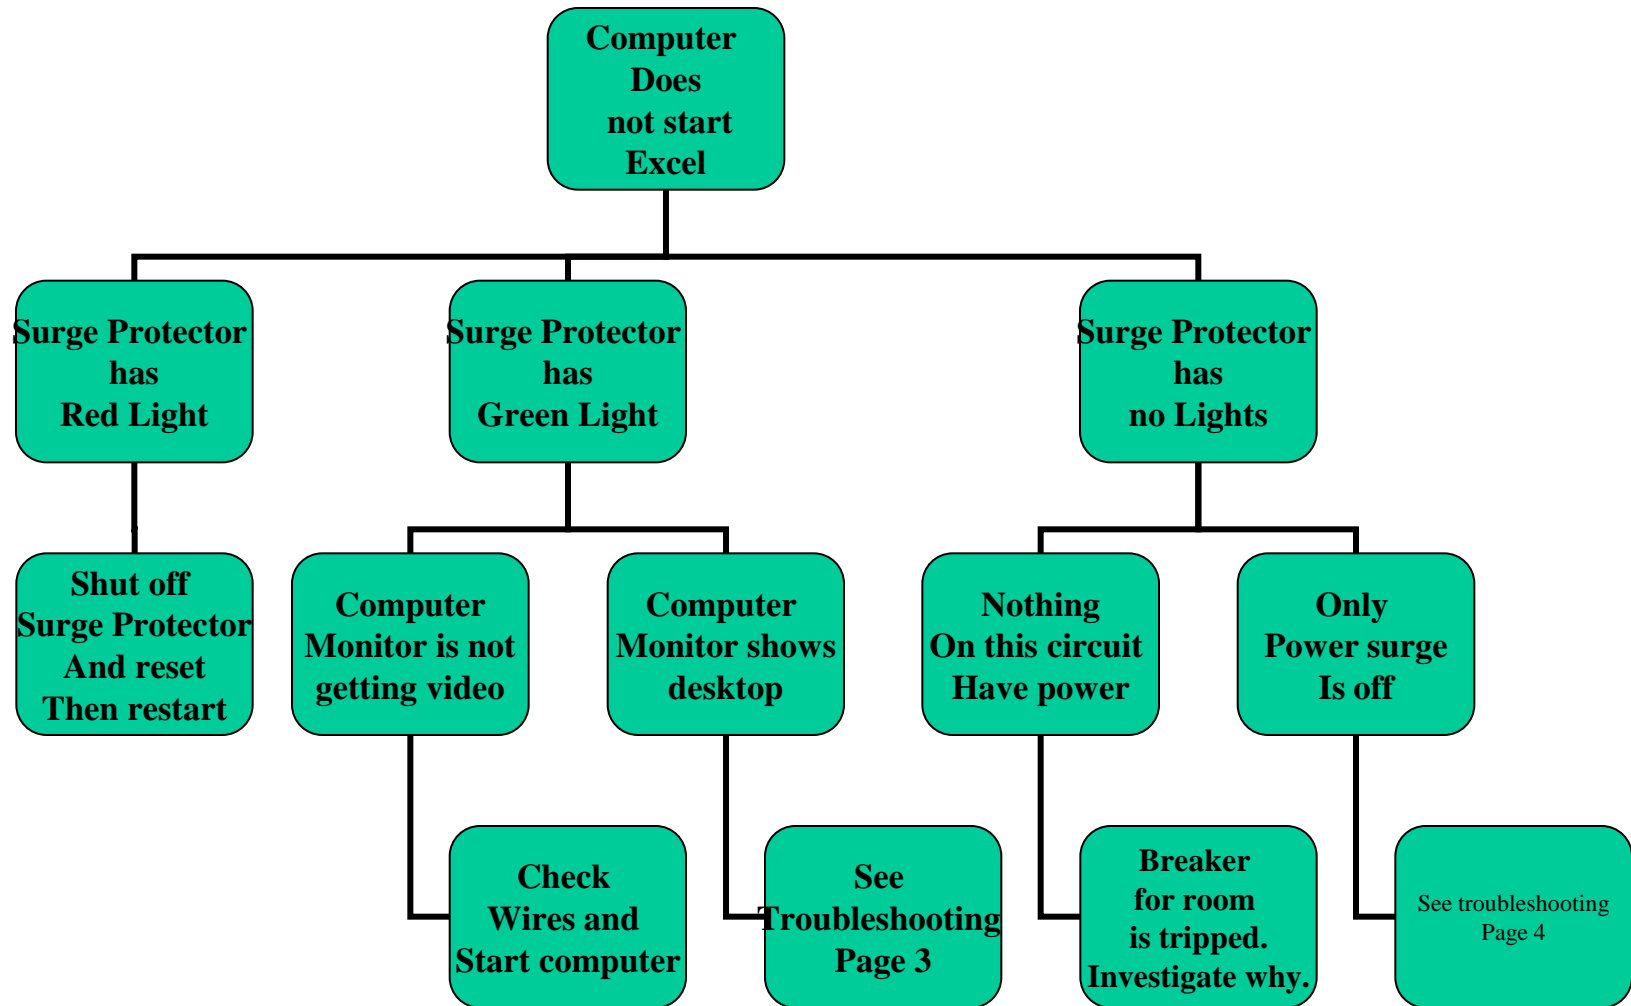 Computer
Does
not start
Excel
Surge Protector
has
Red Light
Surge Protector
has
Green Light
Surge Protector
has
no Lights
Shut off
Surge Protector
And reset
Then restart
Computer
Monitor is not
getting video
Computer
Monitor shows
desktop
Nothing
On this circuit
Have power
Only
Power surge
Is off
Check
Wires and
Start computer
See
Troubleshooting
Page 3
Breaker
for room
is tripped.
Investigate why.
See troubleshooting
Page 4